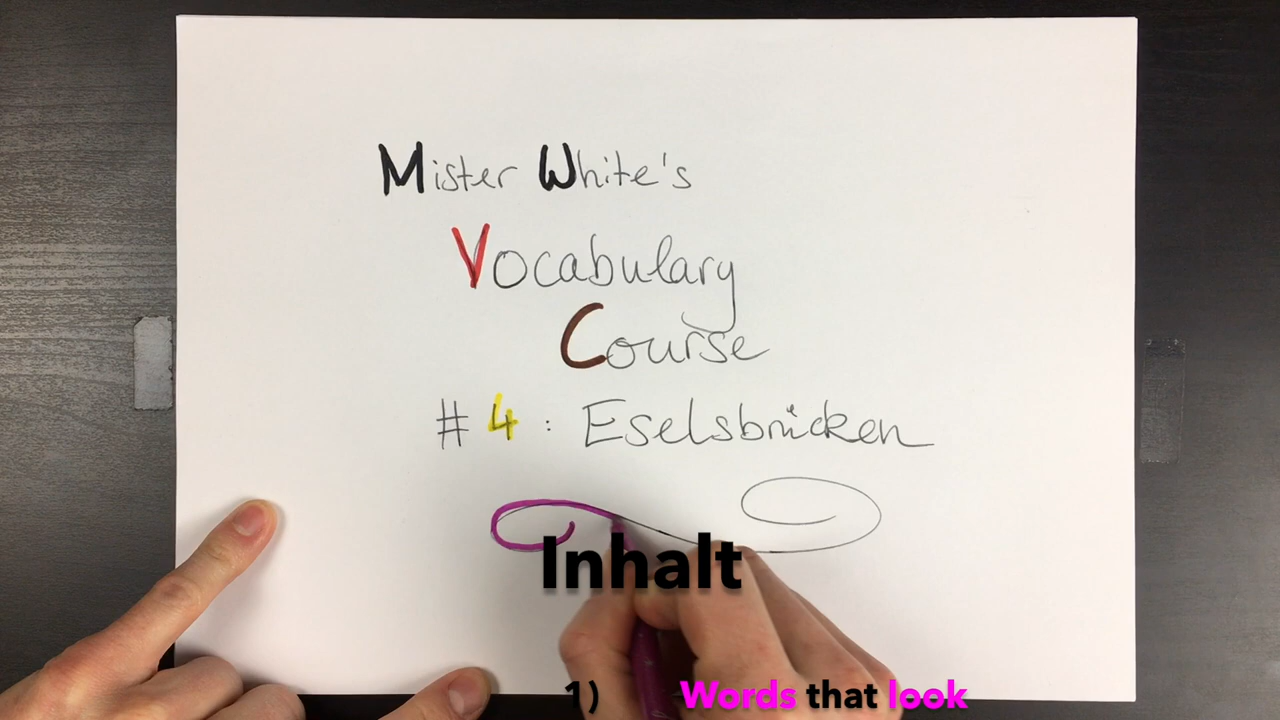 Mister White's
Vocabulary
Course
#4: Eselsbrücken
Inhalt
1) Words that look